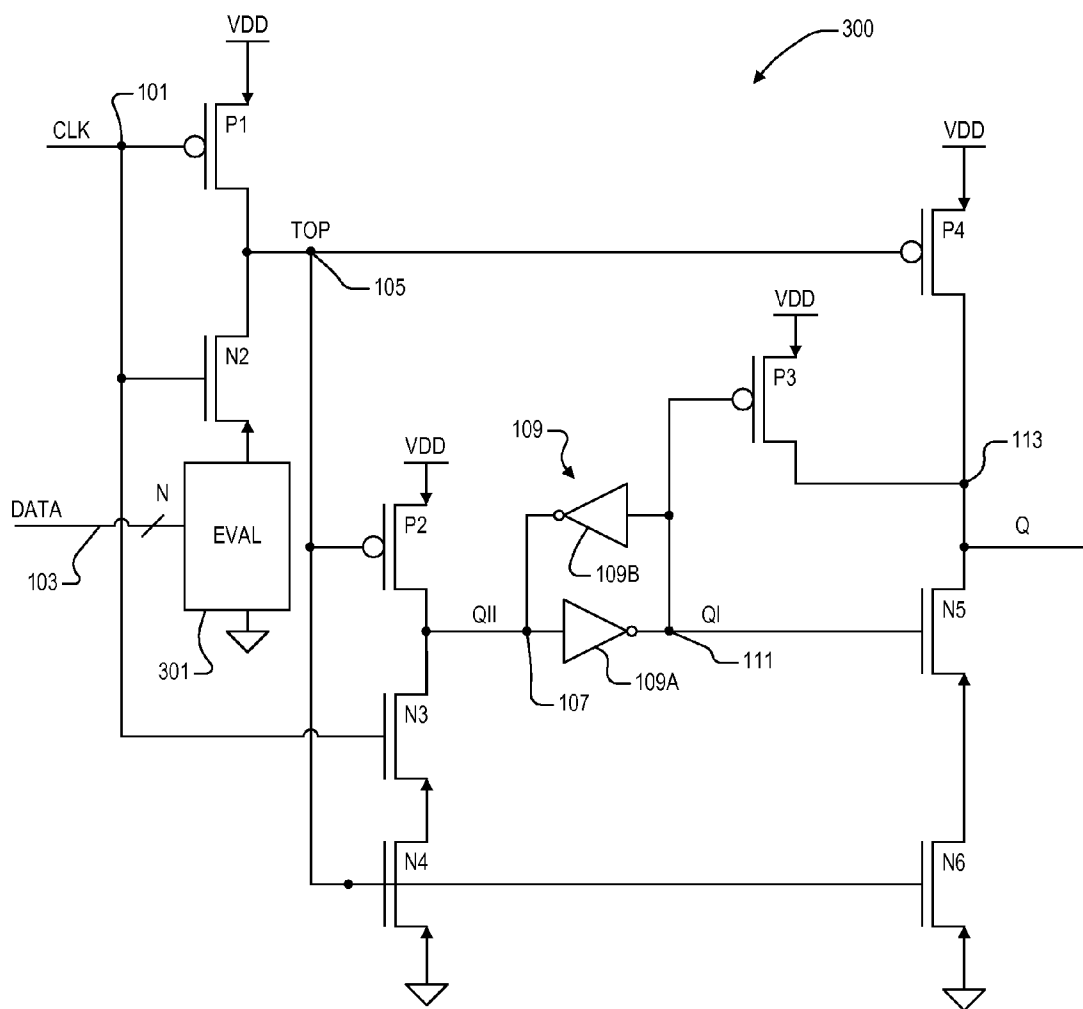 300
VDD
101
CLK
P1
VDD
TOP
P4
105
VDD
N2
P3
109
VDD
113
N
DATA
EVAL
P2
Q
109B
103
QII
QI
N5
301
111
109A
107
N3
N4
N6